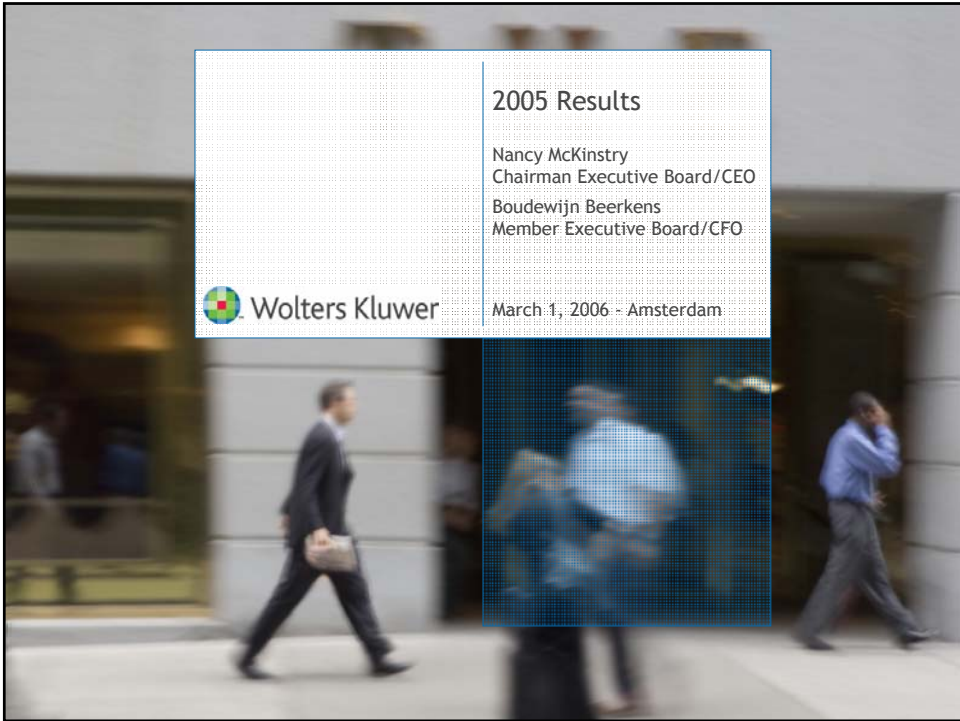 2005 Results
Nancy McKinstry
Chairman Executive Board/CEO
Boudewijn Beerkens
Member Executive Board/CFO
Wolters Kluwer
March 1, 2006 - Amsterdam